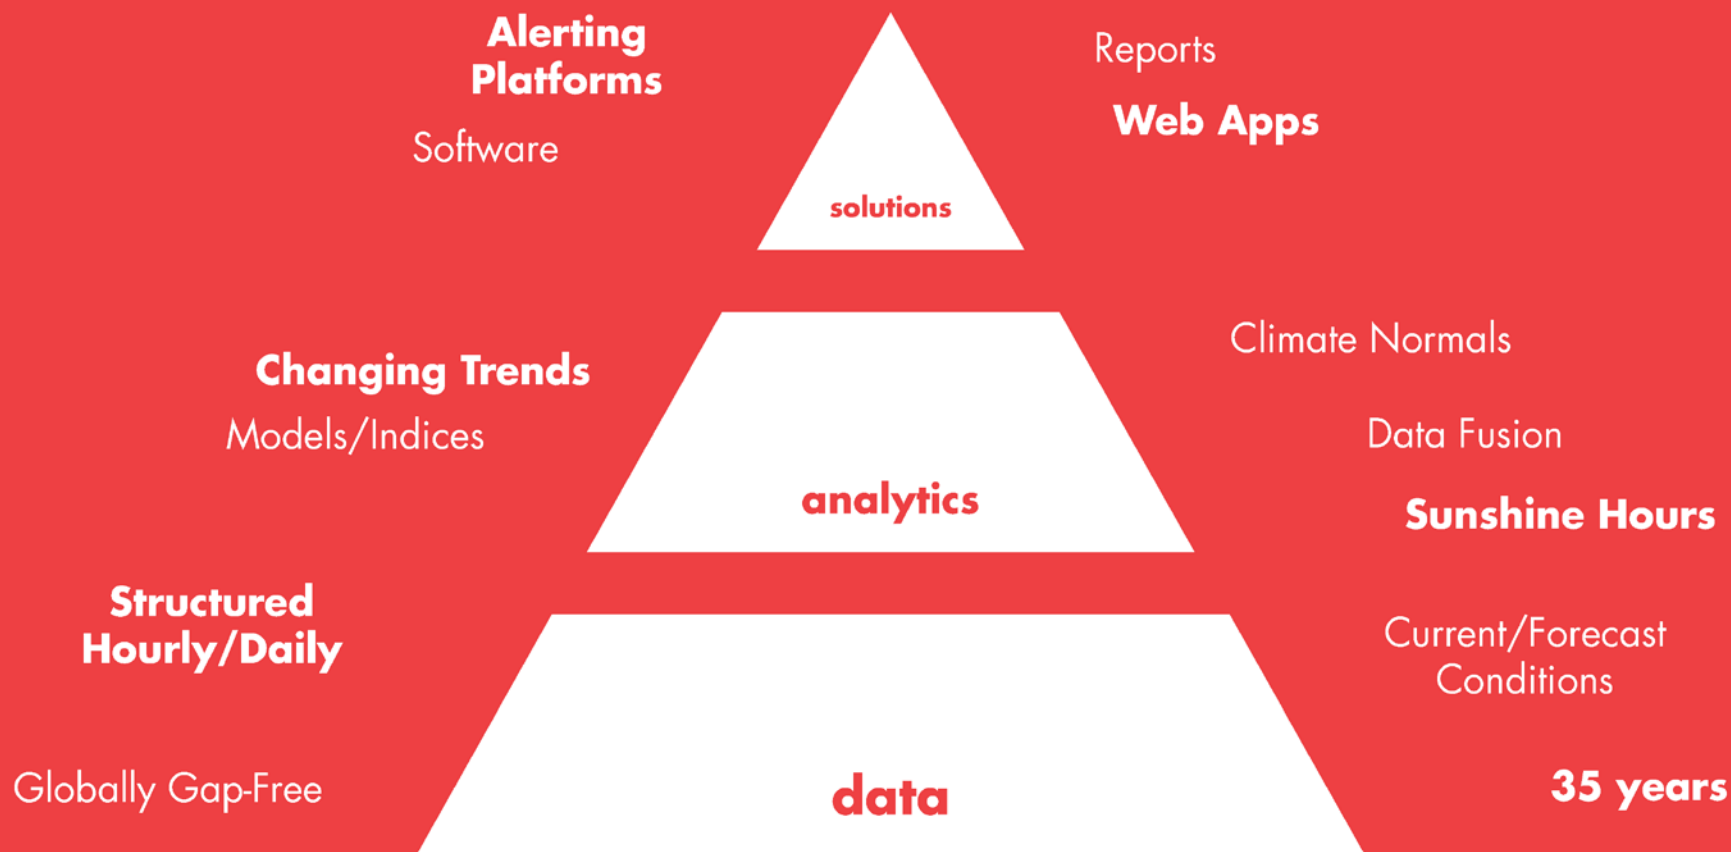 Alerting
Platforms
Software
Reports
Web Apps
solutions
Changing Trends
Models/Indices
Climate Normals
Data Fusion
Sunshine Hours
analytics
Structured
Hourly/Daily
Globally Gap-Free
Current/Forecast
Conditions
35 years
data